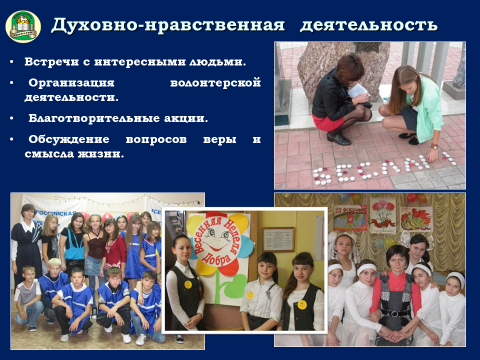 Духовно-нравственная деятельность
• Встречи с интересными людьми.
• Организация волонтерской
деятельности.
• Благотворительные акции.
• Обсуждение вопросов веры и
смысла жизни.
БЕСЛАН
РОССИЙСКАЯ
Весенняя Неделя
Добра